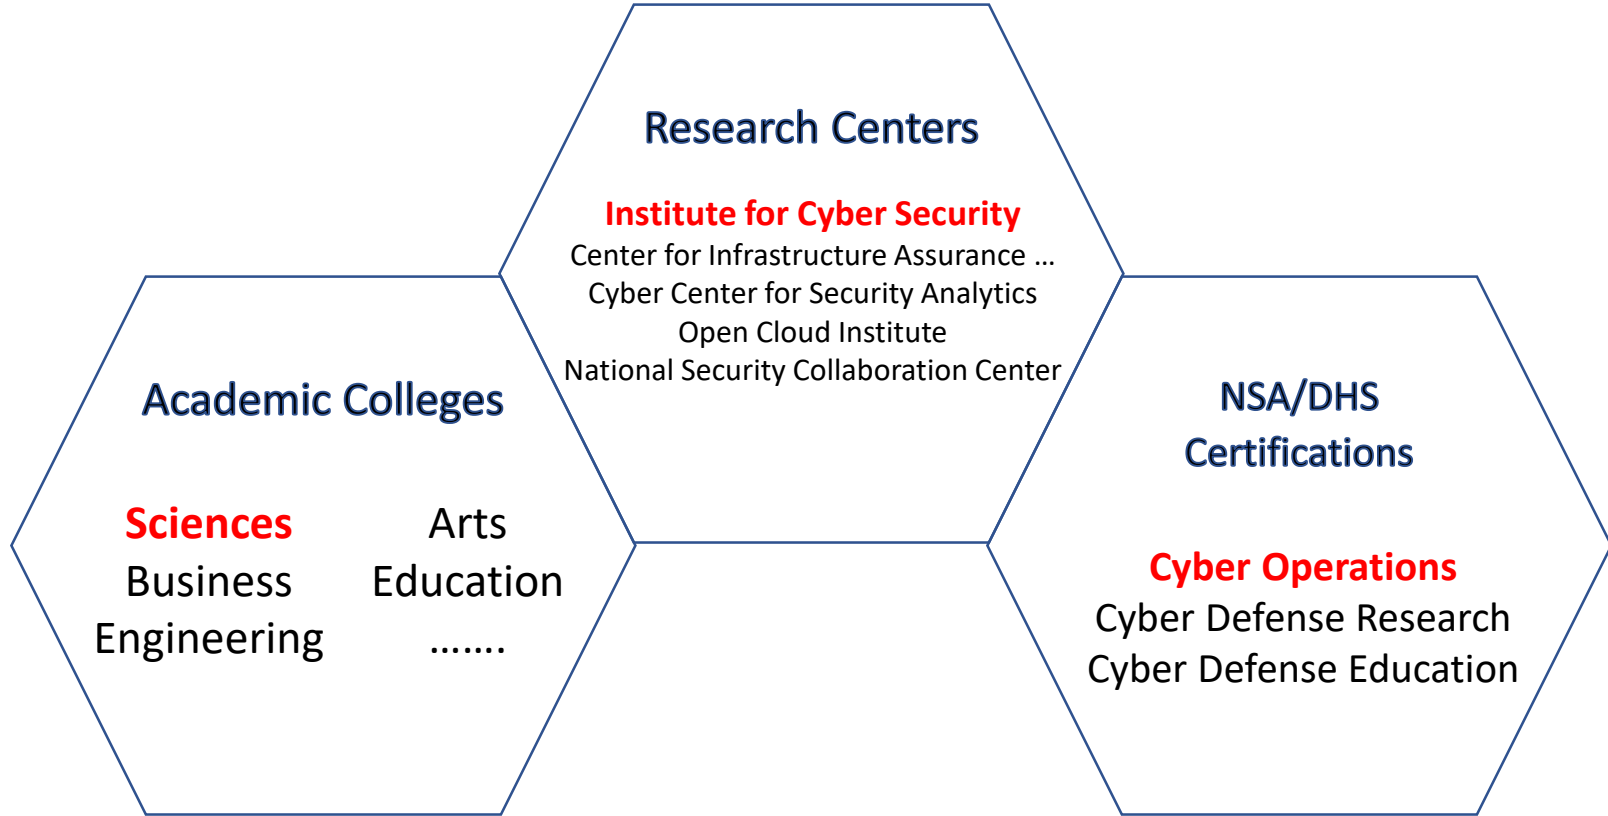 Research Centers
Institute for Cyber Security
Center for Infrastructure Assurance ...
Cyber Center for Security Analytics
Open Cloud Institute
National Security Collaboration Center
Academic Colleges
Sciences
Business
Engineering
Arts
Education
.......
NSA/DHS
Certifications
Cyber Operations
Cyber Defense Research
Cyber Defense Education